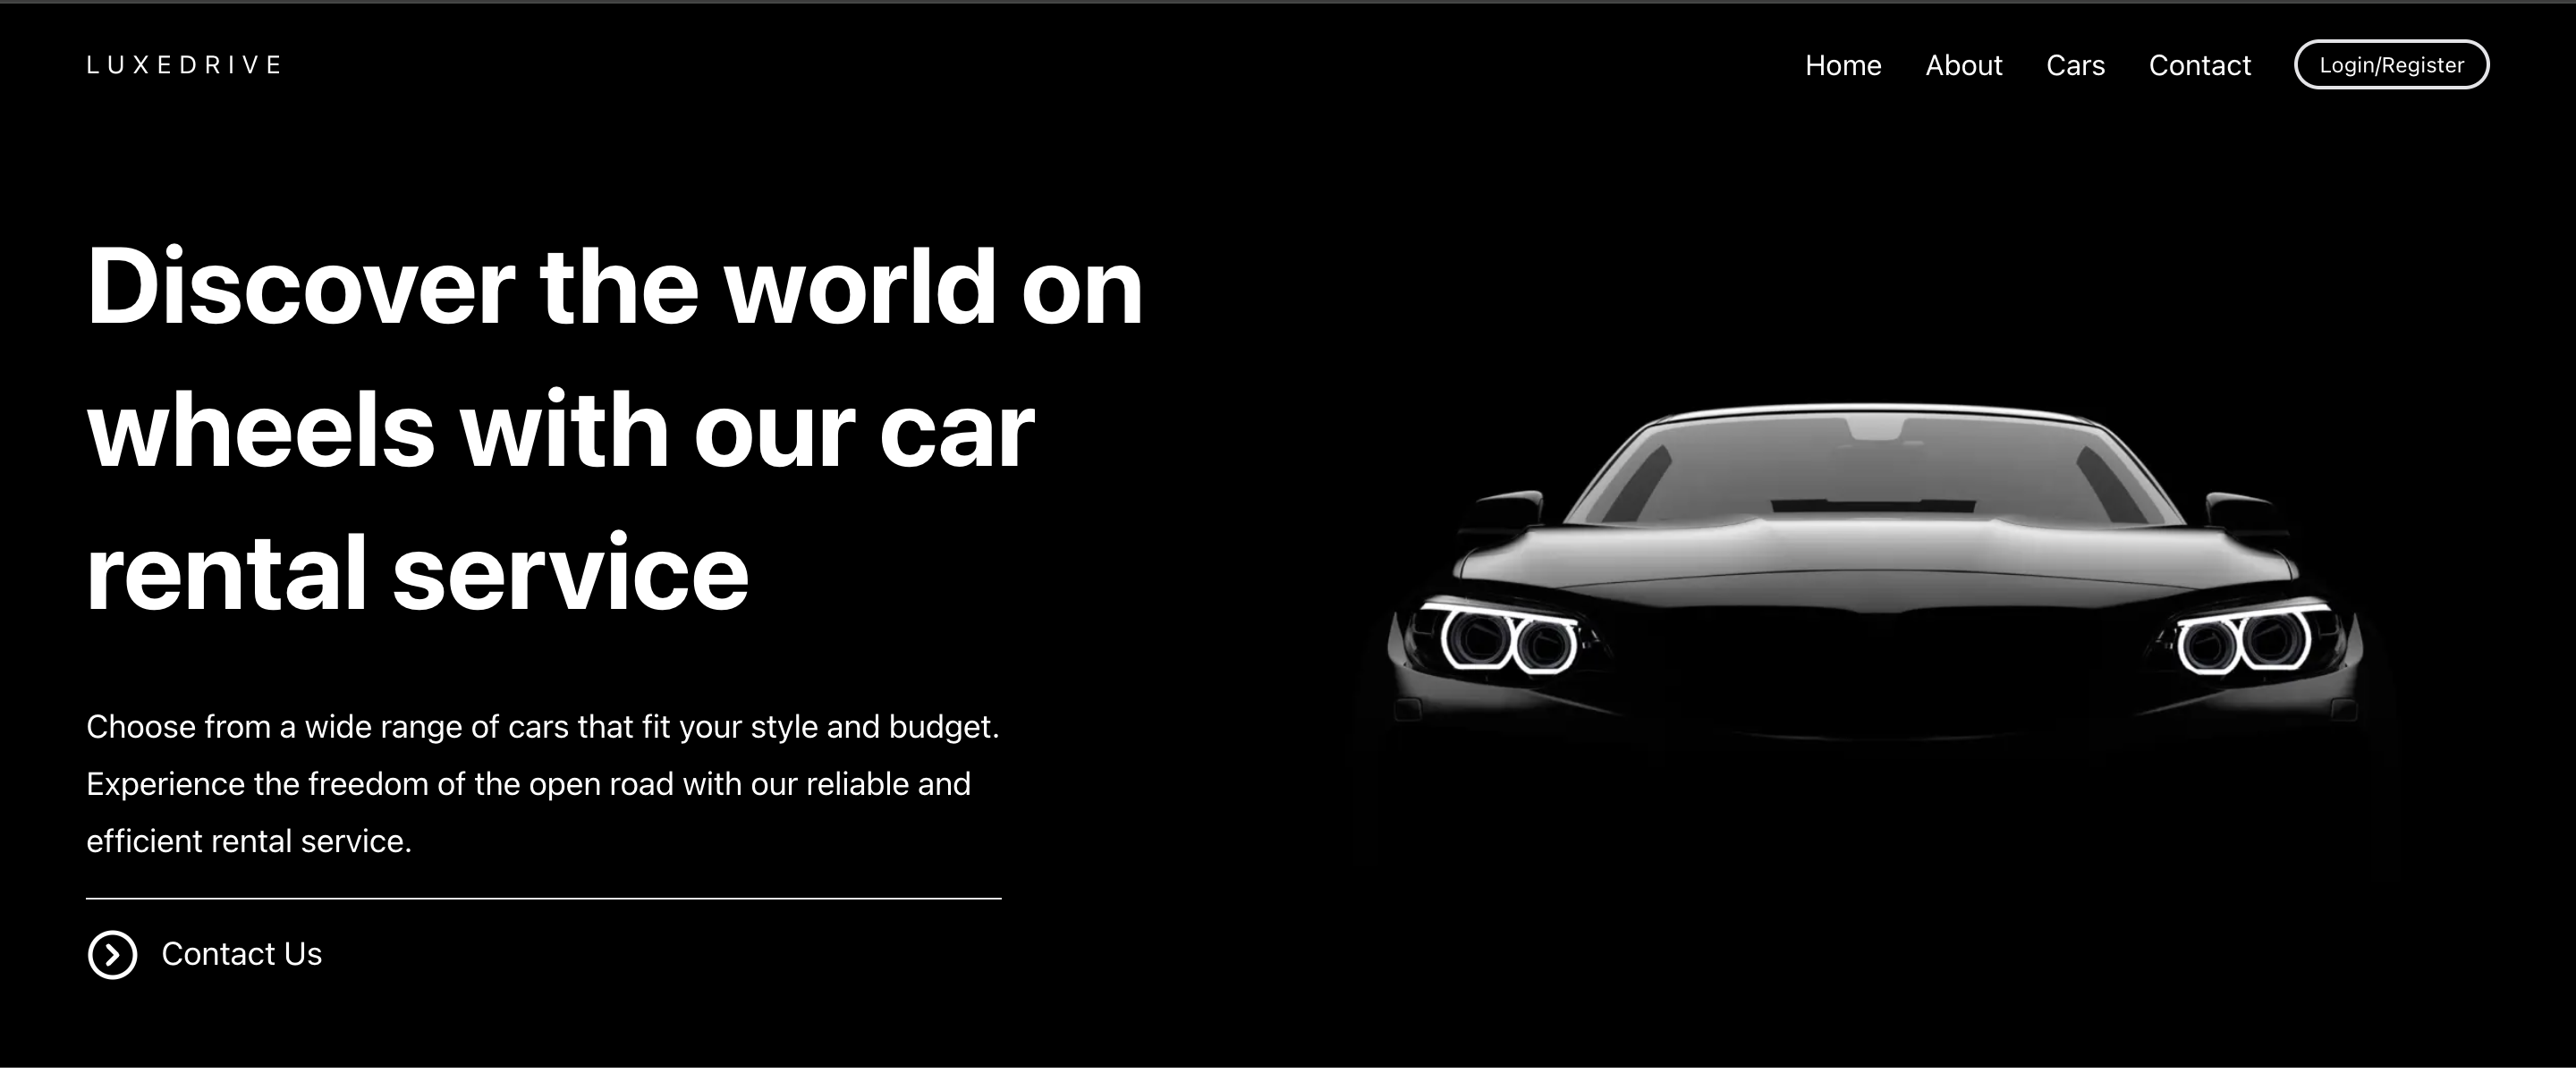 LUXEDRIVE
Home About Cars Contact Login/Register
Discover the world on
wheels with our car
rental service
Choose from a wide range of cars that fit your style and budget.
Experience the freedom of the open road with our reliable and
efficient rental service.
Contact Us